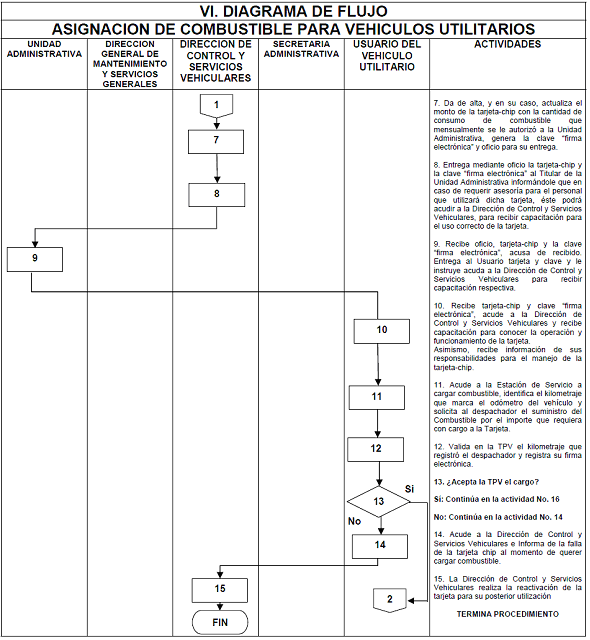 VI. DIAGRAMA DE FLUJO
ASIGNACION DE COMBUSTIBLE PARA VEHICULOS UTILITARIOS
UNIDAD
ADMINISTRATIVA
DIRECCION
GENERAL DE
MANTENIMIENTO
Y SERVICIOS
GENERALES
DIRECCION DE
CONTROL Y
SERVICIOS
VEHICULARES
SECRETARIA
ADMINISTRATIVA
USUARIO DEL
VEHICULO
UTILITARIO
ACTIVIDADES
1
7
8
9
10
11
12
13
Si
No
14
15
2
FIN
7. Da de alta, y en su caso, actualiza el
monto de la tarjeta-chip con la cantidad de
consumo de combustible que
mensualmente se le autorizó a la Unidad
Administrativa, genera la clave “firma
electrónica” y oficio para su entrega.
8. Entrega mediante oficio la tarjeta-chip y
la clave “firma electrónica” al Titular de la
Unidad Administrativa informándole que en
caso de requerir asesoría para el personal
que utilizará dicha tarjeta, éste podrá
acudir a la Dirección de Control y Servicios
Vehiculares, para recibir capacitación para
el uso correcto de la tarjeta.
9. Recibe oficio, tarjeta-chip y la clave
“firma electrónica”, acusa de recibido.
Entrega al Usuario tarjeta y clave y le
instruye acuda a la Dirección de Control y
Servicios Vehiculares para recibir
capacitación respectiva.
10. Recibe tarjeta-chip y clave “firma
electrónica”, acude a la Dirección de
Control y Servicios Vehiculares y recibe
capacitación para conocer la operación y
funcionamiento de la tarjeta.
Asimismo, recibe información de sus
responsabilidades para el manejo de la
tarjeta-chip.
11. Acude a la Estación de Servicio a
cargar combustible, identifica el kilometraje
que marca el odómetro del vehículo y
solicita al despachador el suministro del
Combustible por el importe que requiera
con cargo a la Tarjeta.
12. Valida en la TPV el kilometraje que
registró el despachador y registra su firma
electrónica.
13. ¿Acepta la TPV el cargo?
Sí: Continúa en la actividad No. 16
No: Continúa en la actividad No. 14
14. Acude a la Dirección de Control y
Servicios Vehiculares e Informa de la falla
de la tarjeta chip al momento de querer
cargar combustible.
15. La Dirección de Control y Servicios
Vehiculares realiza la reactivación de la
tarjeta para su posterior utilización
TERMINA PROCEDIMIENTO